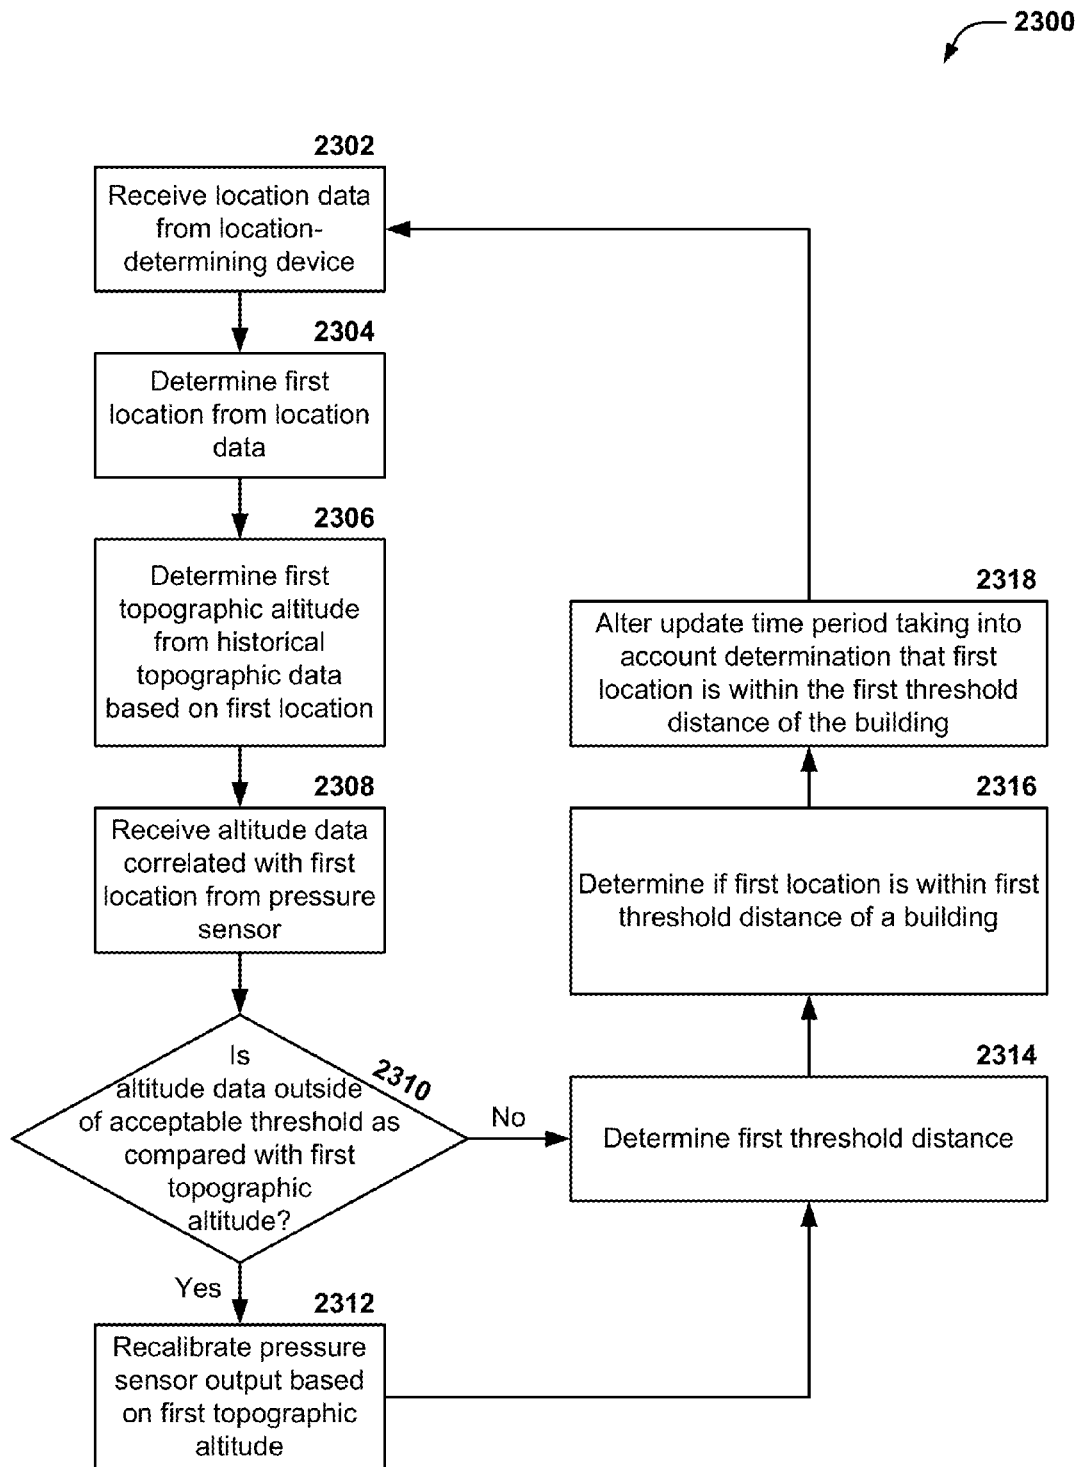 2300
2302
Receive location data
from location-
determining device
2304
Determine first
location from location
data
2306
Determine first
topographic altitude
from historical
topographic data
based on first location
2308
Receive altitude data
correlated with first
location from pressure
sensor
2310
Is
altitude data outside
of acceptable threshold as
compared with first
topographic
altitude?
No
Yes
2312
Recalibrate pressure
sensor output based
on first topographic
altitude
2314
Determine first threshold distance
2316
Determine if first location is within first
threshold distance of a building
2318
Alter update time period taking into
account determination that first
location is within the first threshold
distance of the building